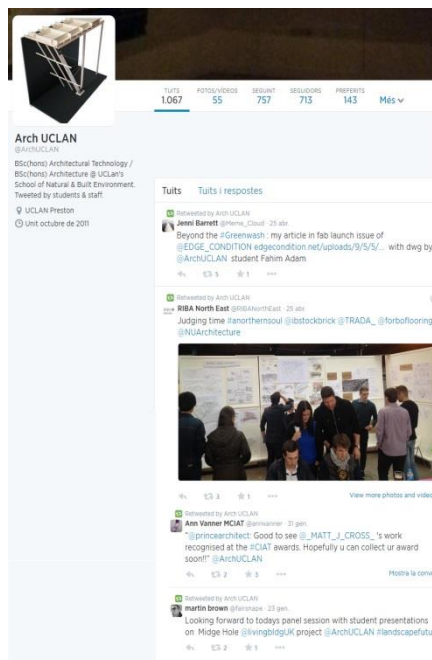 TUITS FOTOS/VÍDEOS SEGUINT SEGUIDORS PREFERITS
1.067 55 757 713 143 Més
Arch UCLAN
@ArchUCLAN
BSc(hons) Architectural Technology /
BSc(hons) Architecture @ UCLan's
School of Natural & Built Environment.
Tweeted by students & staff.
UCLAN Preston
Unit octubre de 2011
Tuits Tuits i respostes
Retweeted by Arch UCLAN
Jenni Barrett @Meme_Cloud · 25 abr.
Beyond the #Greenwash : my article in fab launch issue of
@EDGE_CONDITION edgecondition.net/uploads/9/5/5/... with dwg by
@ArchUCLAN student Fahim Adam
5 1
Retweeted by Arch UCLAN
RIBA North East @RIBANorthEast · 25 abr.
Judging time #anorthernsoul @ibstockbrick @TRADA_ @forboflooring
@NUArchitecture
3 1 View more photos and video
Retweeted by Arch UCLAN
Ann Vanner MCIAT @annvanner · 31 gen.
"@princearchitect: Good to see @_MATT_J_CROSS_ 's work
recognised at the #CIAT awards. Hopefully u can collect ur award
soon!!" @ArchUCLAN
2 3 Mostra la conv
Retweeted by Arch UCLAN
martin brown @fairsnape · 23 gen.
Looking forward to todays panel session with student presentations
on Midge Hole @livingbldgUK project @ArchUCLAN #landscapefutu
2 1